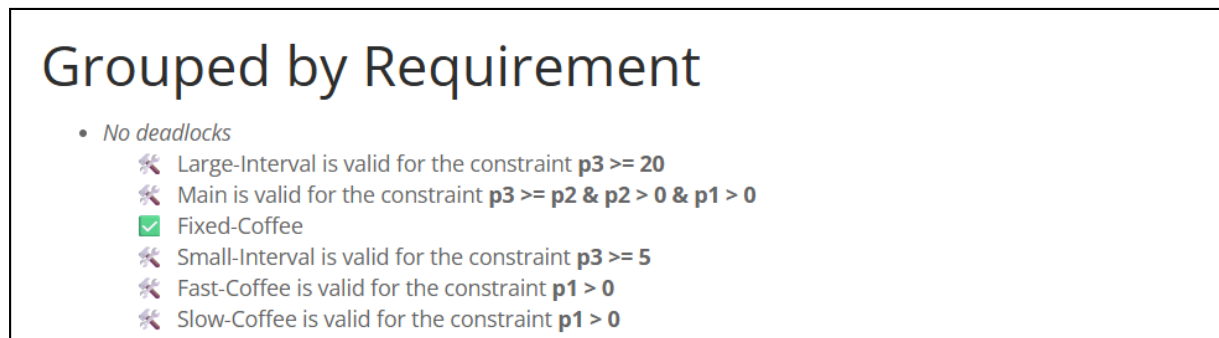 Grouped by Requirement
No deadlocks
Large-Interval is valid for the constraint p3 >= 20
Main is valid for the constraint p3 >= p2 & p2 > 0 & p1 > 0
Fixed-Coffee
Small-Interval is valid for the constraint p3 >= 5
Fast-Coffee is valid for the constraint p1 > 0
Slow-Coffee is valid for the constraint p1 > 0